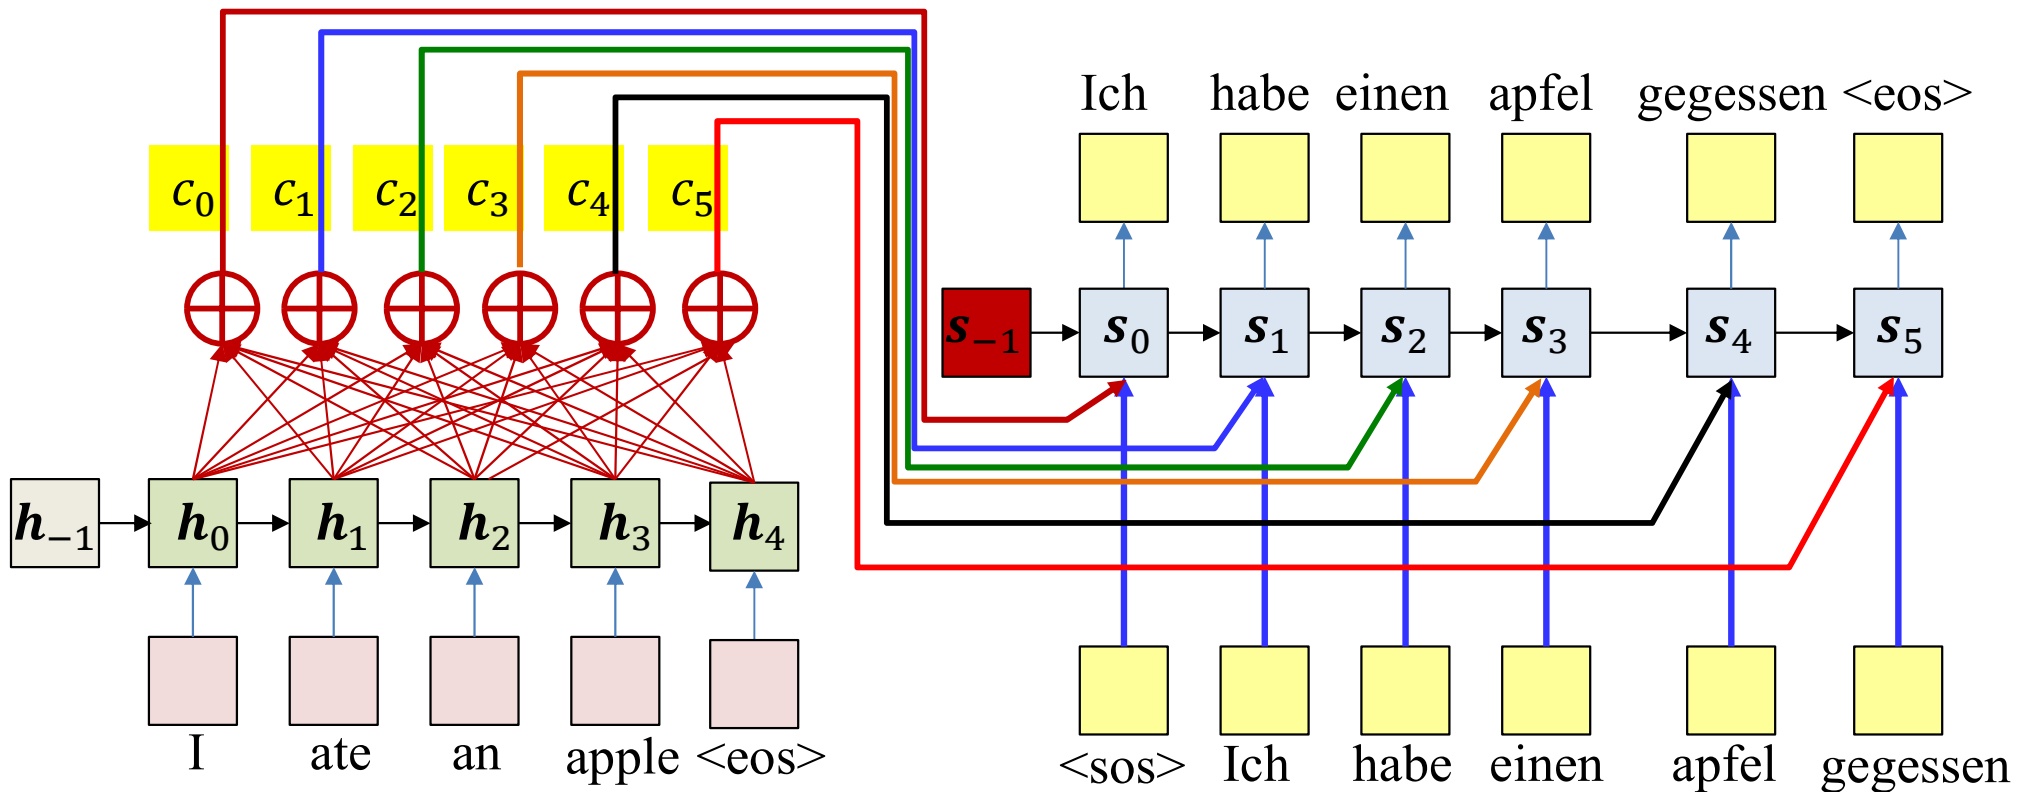 Ich habe einen apfel gegessen <eos>
c0 c1 c2 c3 c4 c5
s−1 s0 s1 s2 s3 s4 s5
h−1 h0 h1 h2 h3 h4
I ate an apple <eos>
<sos> Ich habe einen apfel gegessen